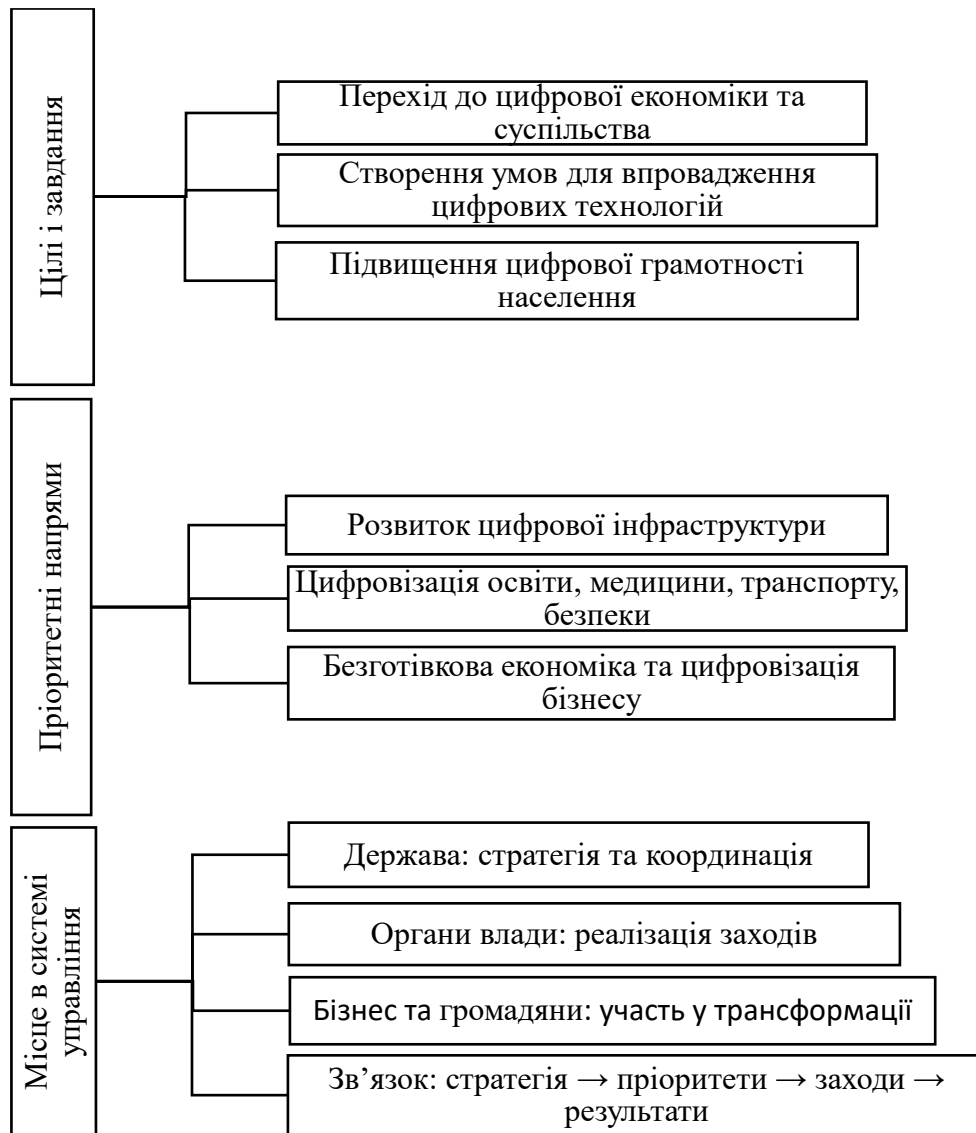 Цілі і завдання
Перехід до цифрової економіки та
суспільства
Створення умов для впровадження
цифрових технологій
Підвищення цифрової грамотності
населення
Пріоритетні напрями
Розвиток цифрової інфраструктури
Цифровізація освіти, медицини, транспорту,
безпеки
Безготівкова економіка та цифровізація
бізнесу
Місце в системі
управління
Держава: стратегія та координація
Органи влади: реалізація заходів
Бізнес та громадяни: участь у трансформації
Зв’язок: стратегія → пріоритети → заходи →
результати